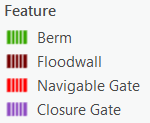 Feature
Berm
Floodwall
Navigable Gate
Closure Gate